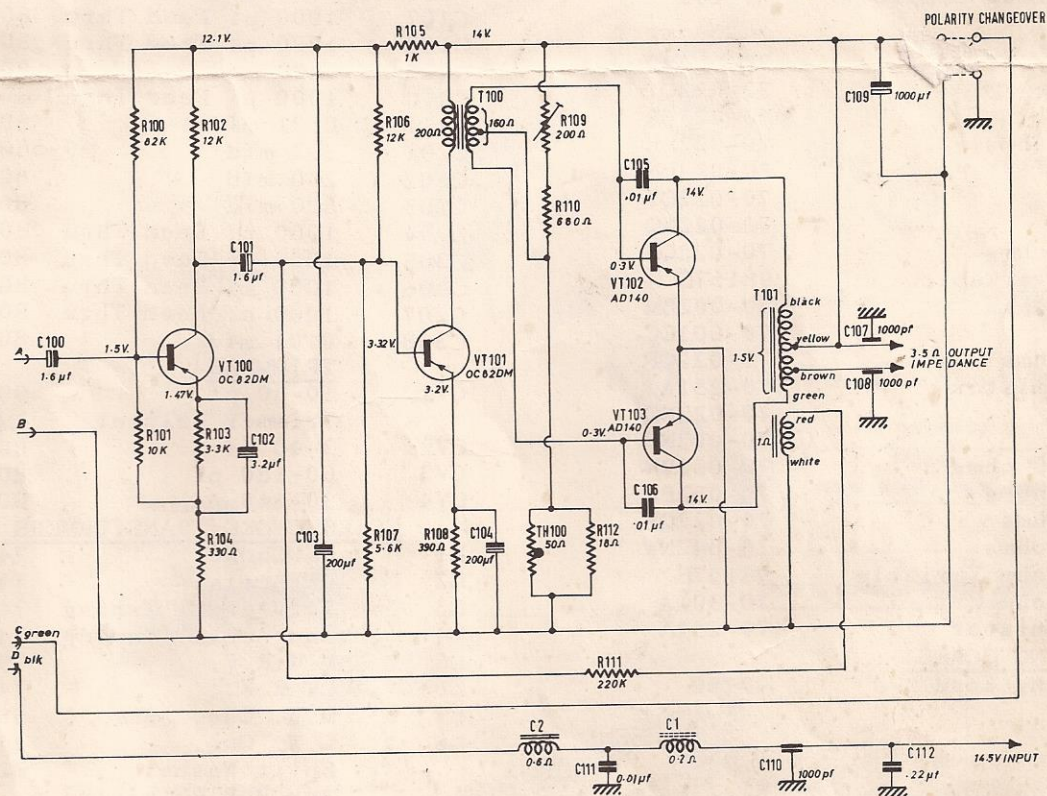 POLARITY CHANGEOVER
12.1V.
R105
1K
14V.
R100
82K
R102
12K
R106
12K
T100
200Ω
160Ω
R109
200Ω
C109
1000µf
C105
.01µf
14V.
R110
680Ω
C101
1.6µf
0.3V.
VT102
AD140
T101
black
C107
1000pf
yellow
C100
A
1.6µf
1.5V.
VT100
OC82DM
3.32V.
VT101
OC82DM
1.5V.
3.5Ω OUTPUT
IMPEDANCE
brown
C108
1000pf
1.47V.
3.2V.
green
B
R101
10K
R103
3.3K
C102
3.2µf
VT103
AD140
0.3V.
red
1Ω
white
C106
.01µf
14V.
R104
330Ω
C103
200µf
R107
5.6K
R108
390Ω
C104
200µf
TH100
50Ω
R112
18Ω
C green
D blk
R111
220K
C2
0.6Ω
C111
0.01µf
C1
0.2Ω
C110
1000pf
C112
.22µf
14.5V INPUT